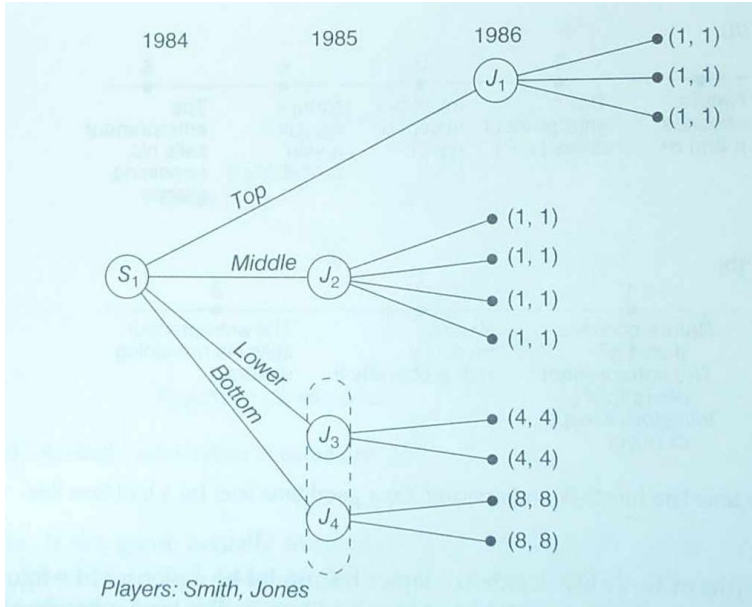 1984 1985 1986
J1
(1, 1)
(1, 1)
(1, 1)
Top
S1
Middle
J2
(1, 1)
(1, 1)
(1, 1)
(1, 1)
Lower
Bottom
J3
(4, 4)
(4, 4)
J4
(8, 8)
(8, 8)
Players: Smith, Jones